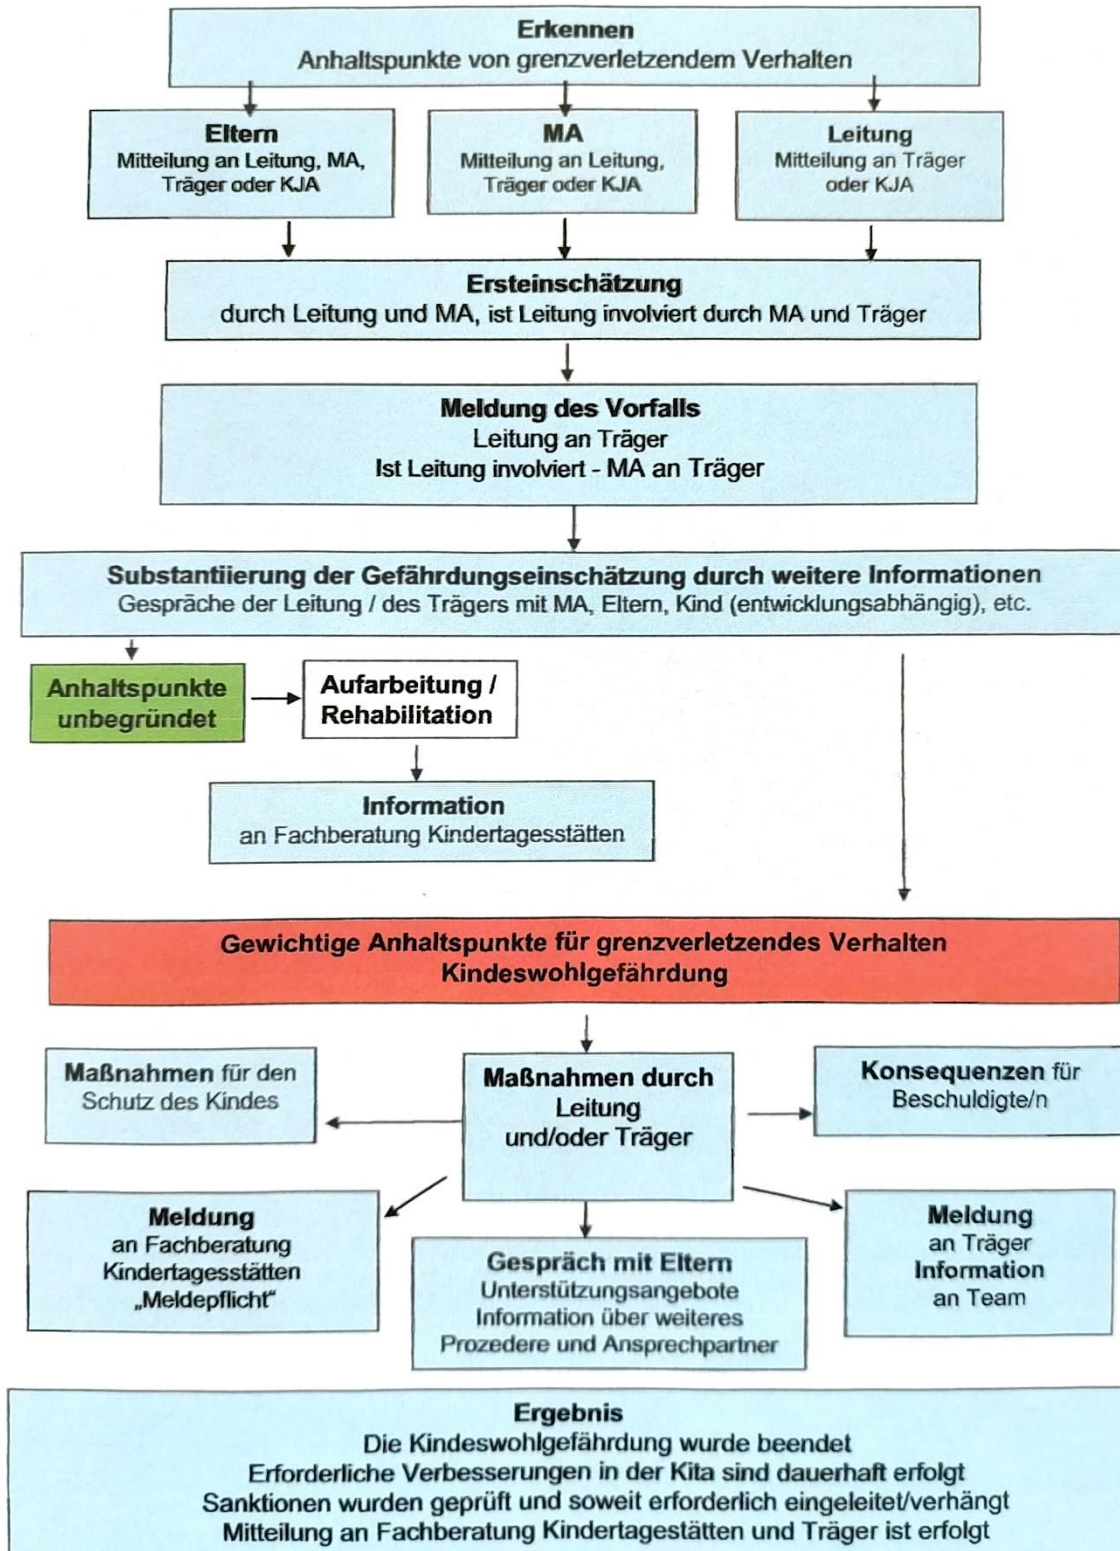 Erkennen
Anhaltspunkte von grenzverletzendem Verhalten
Eltern
Mitteilung an Leitung, MA,
Träger oder KJA
MA
Mitteilung an Leitung,
Träger oder KJA
Leitung
Mitteilung an Träger
oder KJA
Ersteinschätzung
durch Leitung und MA, ist Leitung involviert durch MA und Träger
Meldung des Vorfalls
Leitung an Träger
Ist Leitung involviert - MA an Träger
Substantiierung der Gefährdungseinschätzung durch weitere Informationen
Gespräche der Leitung / des Trägers mit MA, Eltern, Kind (entwicklungsabhängig), etc.
Anhaltspunkte
unbegründet
Aufarbeitung /
Rehabilitation
Information
an Fachberatung Kindertagesstätten
Gewichtige Anhaltspunkte für grenzverletzendes Verhalten
Kindeswohlgefährdung
Maßnahmen für den
Schutz des Kindes
Maßnahmen durch
Leitung
und/oder Träger
Konsequenzen für
Beschuldigte/n
Meldung
an Fachberatung
Kindertagesstätten
„Meldepflicht“
Gespräch mit Eltern
Unterstützungsangebote
Information über weiteres
Prozedere und Ansprechpartner
Meldung
an Träger
Information
an Team
Ergebnis
Die Kindeswohlgefährdung wurde beendet
Erforderliche Verbesserungen in der Kita sind dauerhaft erfolgt
Sanktionen wurden geprüft und soweit erforderlich eingeleitet/verhängt
Mitteilung an Fachberatung Kindertagestätten und Träger ist erfolgt